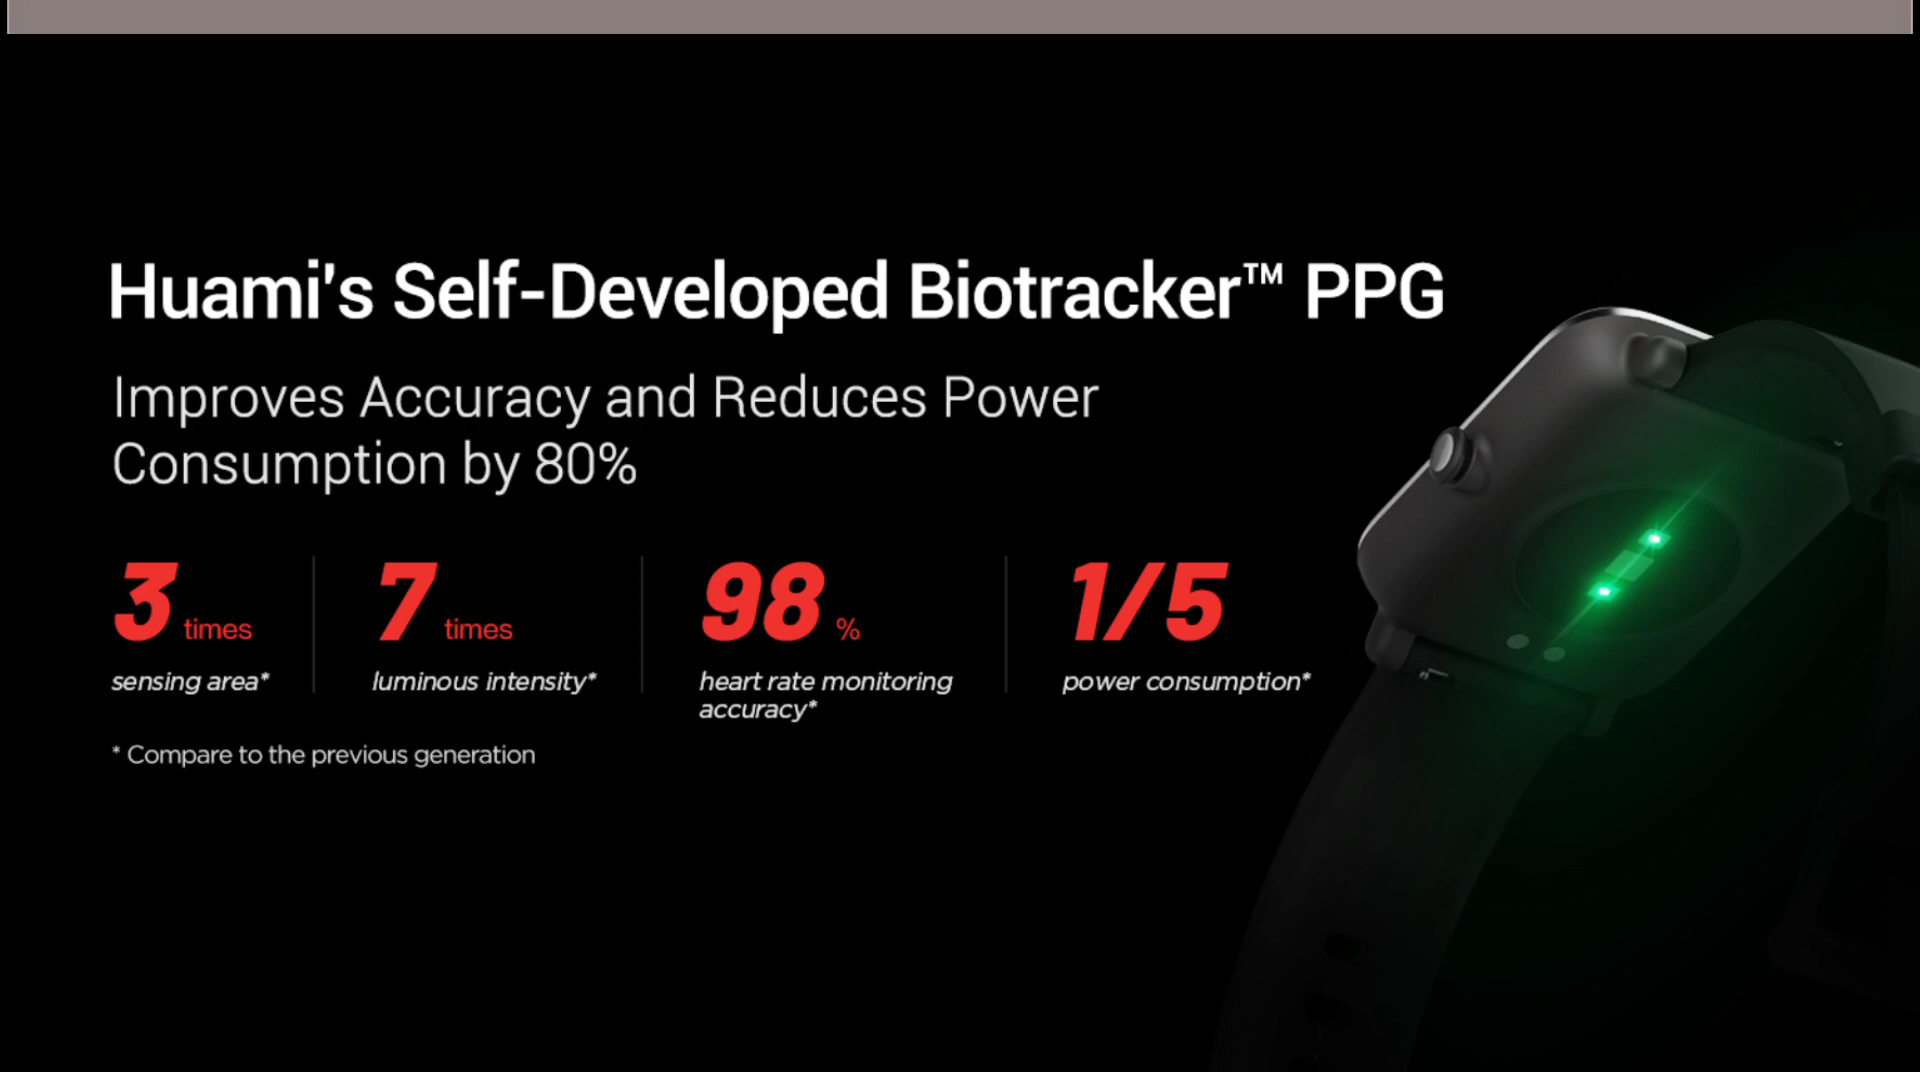 Huami's Self-Developed Biotracker™ PPG
Improves Accuracy and Reduces Power
Consumption by 80%
3 times
sensing area*
7 times
luminous intensity*
98 %
heart rate monitoring
accuracy*
1/5
power consumption*
* Compare to the previous generation